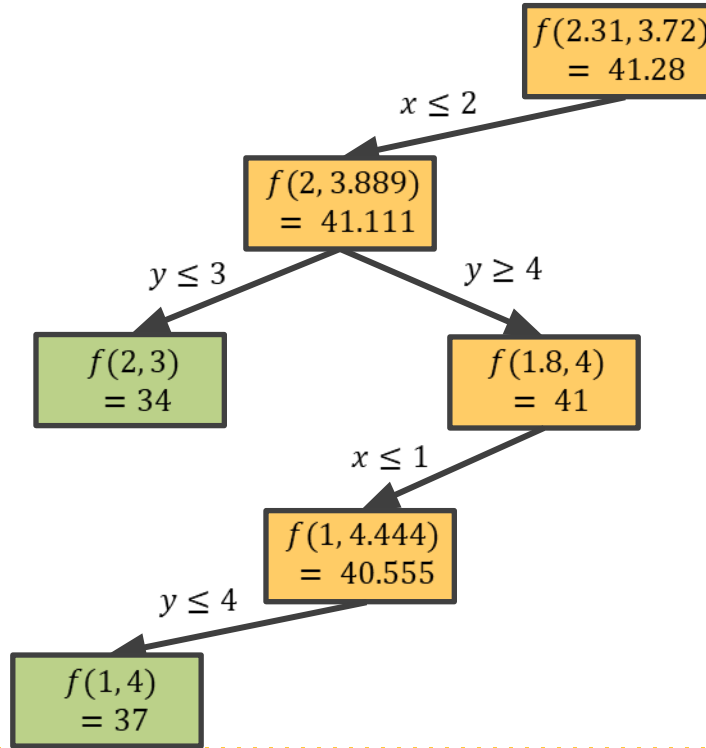 f(2.31, 3.72)
= 41.28
x ≤ 2
f(2, 3.889)
= 41.111
y ≤ 3
y ≥ 4
f(2, 3)
= 34
f(1.8, 4)
= 41
x ≤ 1
f(1, 4.444)
= 40.555
y ≤ 4
f(1, 4)
= 37